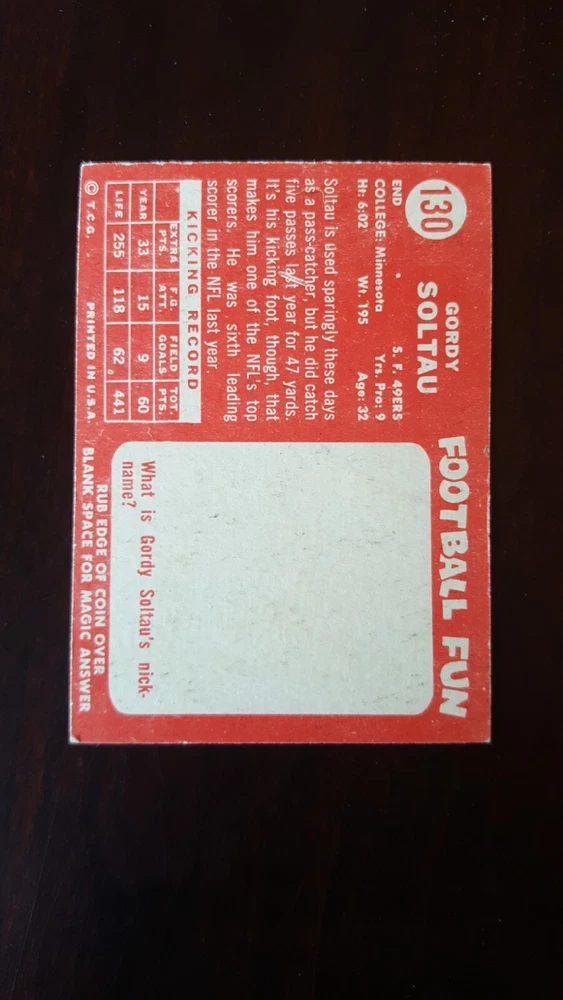 130
GORDY
SOLTAU
END
S. F. 49ERS
COLLEGE: Minnesota
Yrs. Pro: 9
Ht: 6:02
Wt. 195
Age: 32
Soltau is used sparingly these days
as a pass-catcher, but he did catch
five passes last year for 47 yards.
It's his kicking foot, though, that
makes him one of the NFL's top
scorers. He was sixth leading
scorer in the NFL last year.
KICKING RECORD
EXTRA PTS. F.G. ATT. FIELD GOALS TOT. PTS.
YEAR 33 15 9 60
LIFE 255 118 62 441
© T.C.G. PRINTED IN U.S.A.
FOOTBALL FUN
What is Gordy Soltau's nick-
name?
RUB EDGE OF COIN OVER
BLANK SPACE FOR MAGIC ANSWER